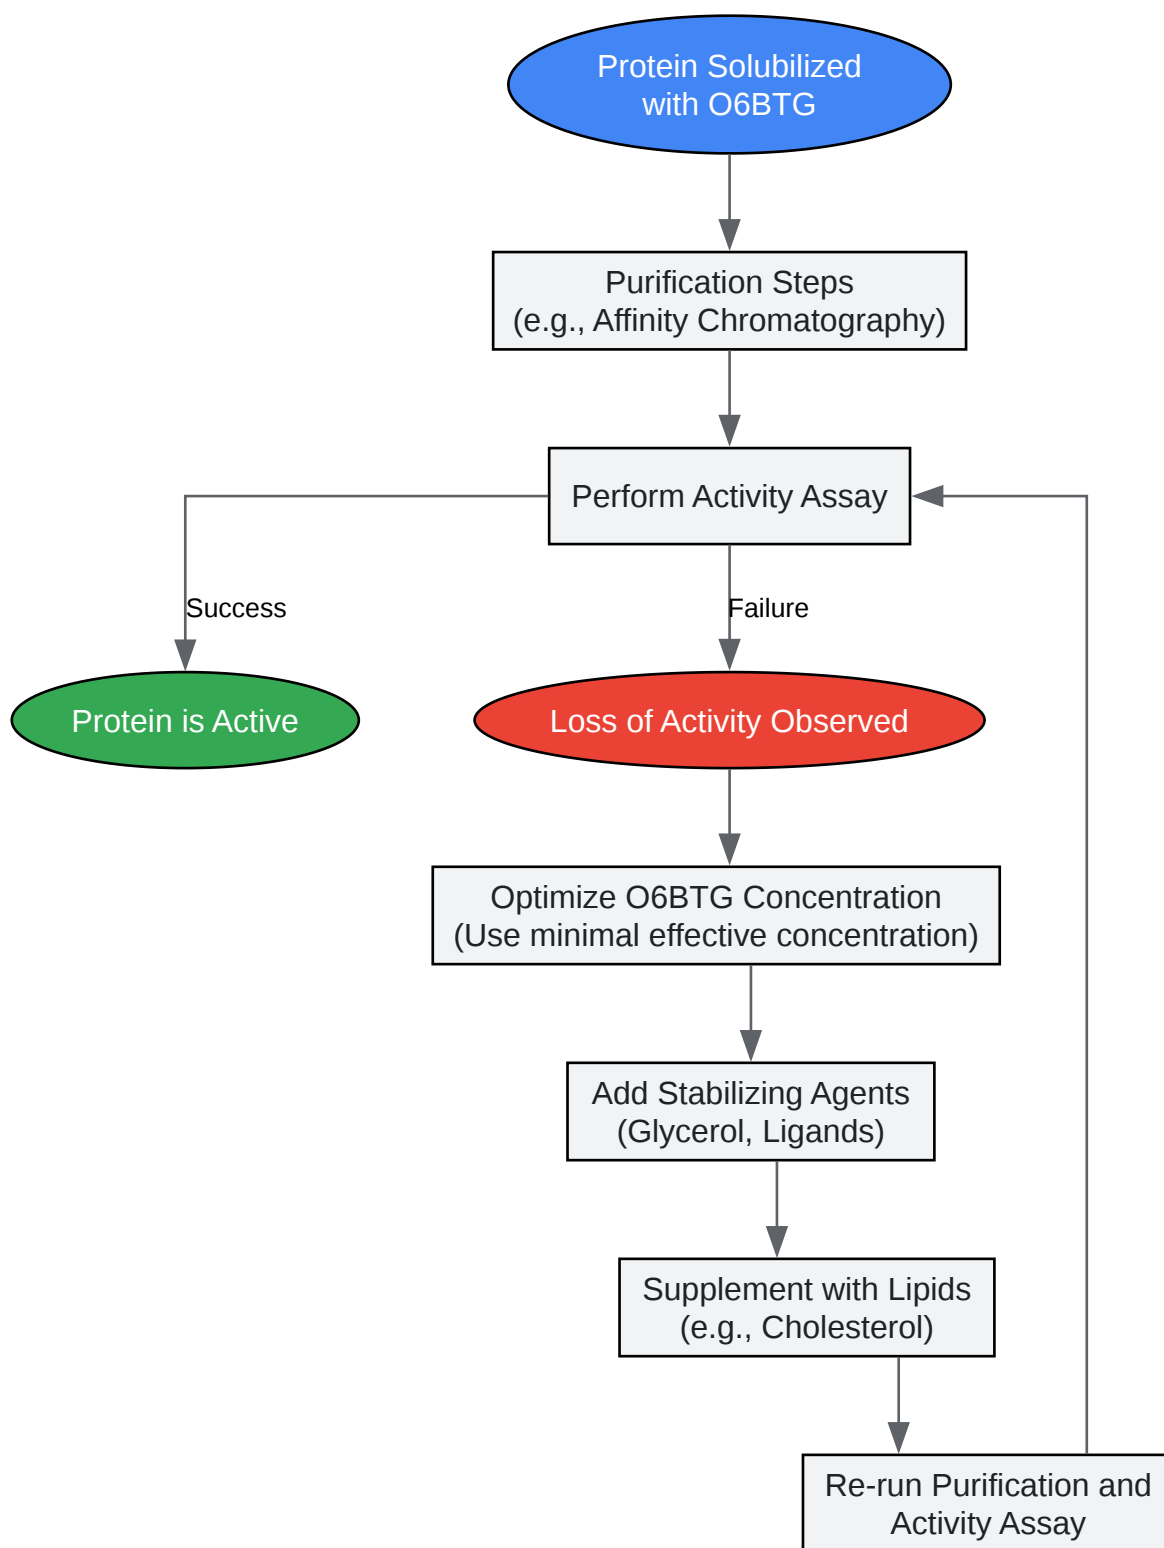 Protein Solubilized
with O6BTG
Purification Steps
(e.g., Affinity Chromatography)
Perform Activity Assay
Success
Failure
Protein is Active
Loss of Activity Observed
Optimize O6BTG Concentration
(Use minimal effective concentration)
Add Stabilizing Agents
(Glycerol, Ligands)
Supplement with Lipids
(e.g., Cholesterol)
Re-run Purification and
Activity Assay